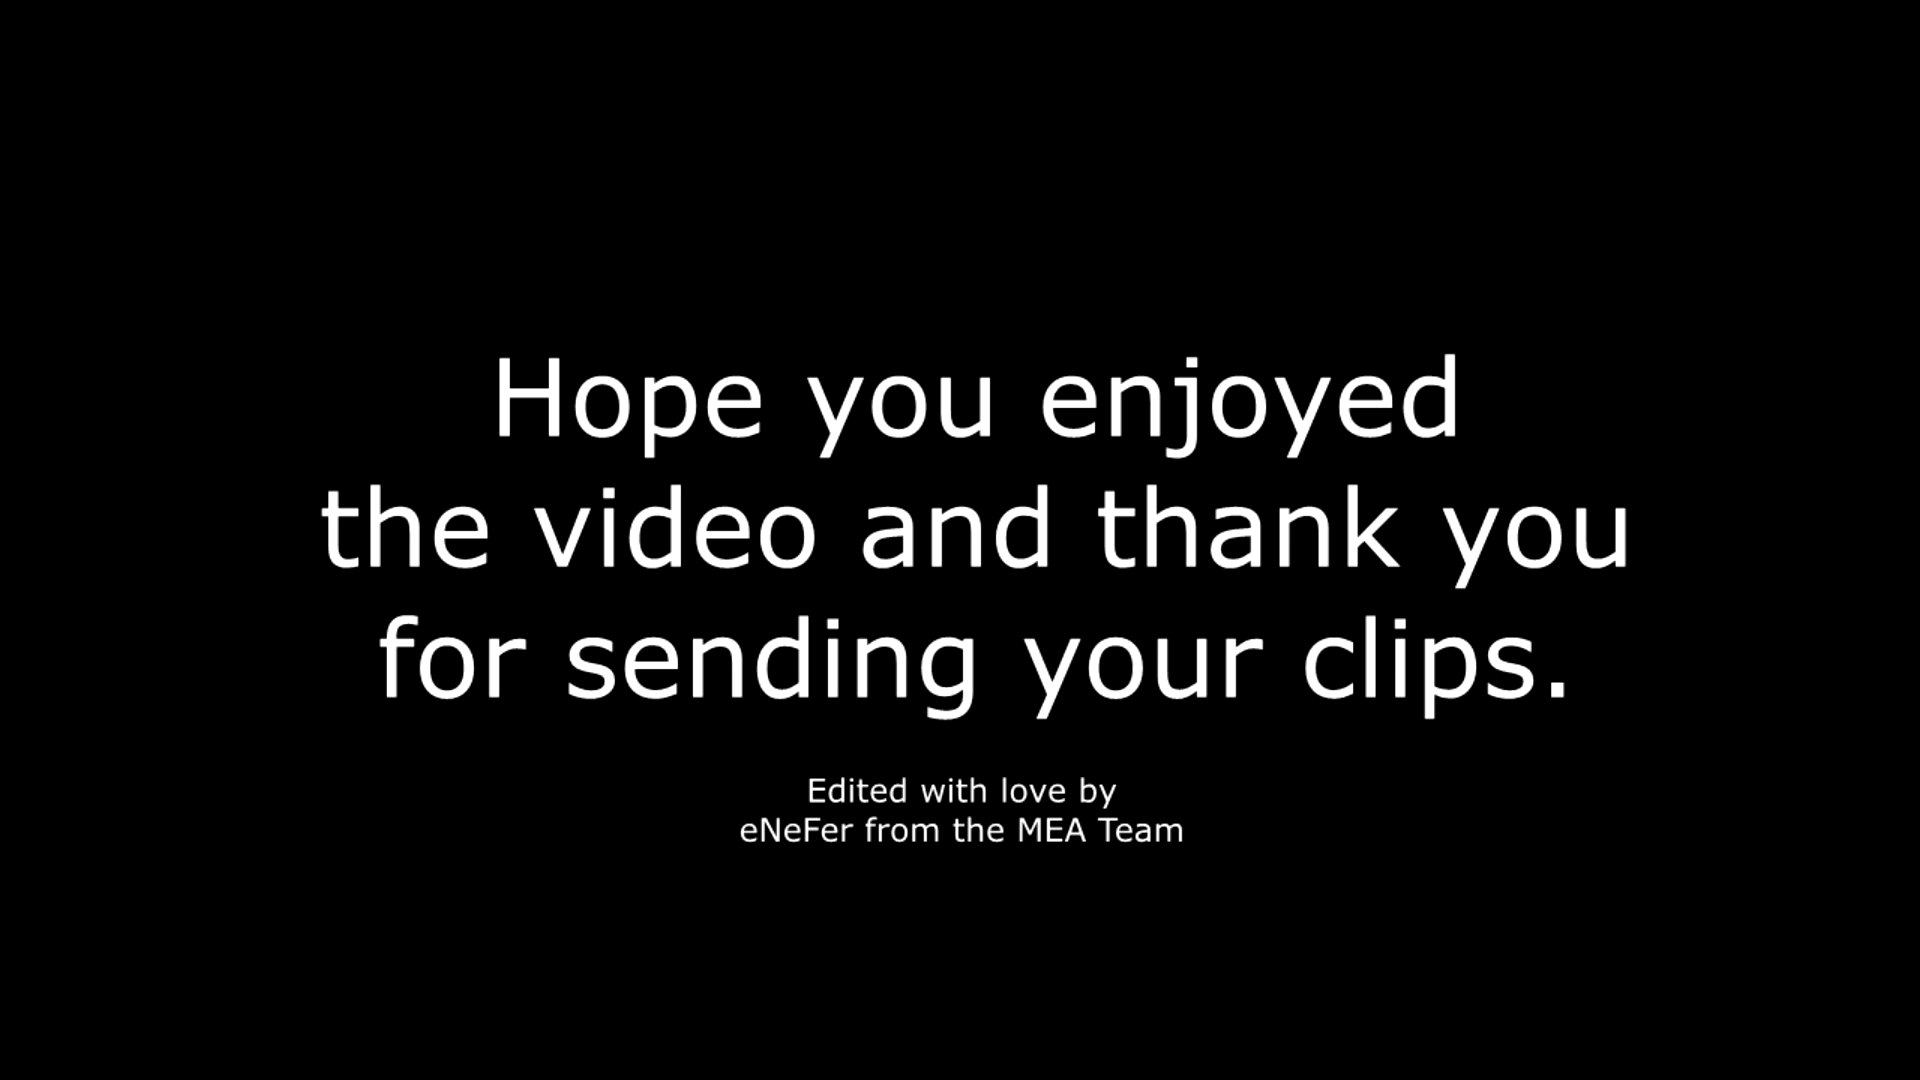 Hope you enjoyed
the video and thank you
for sending your clips.
Edited with love by
eNeFer from the MEA Team